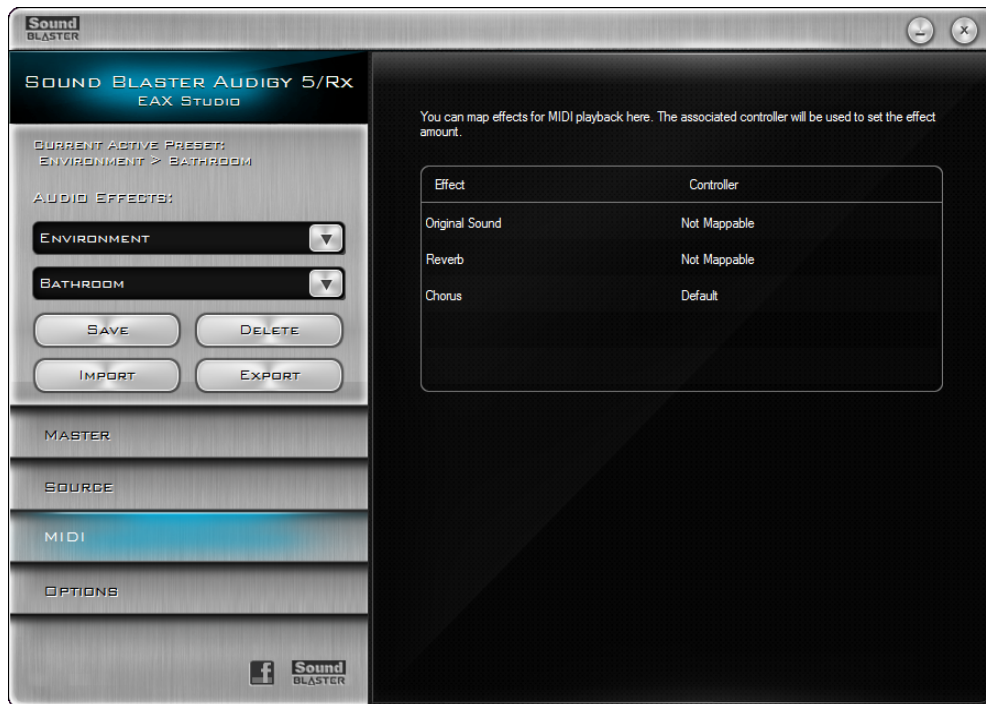 Sound
BLASTER
Sound Blaster Audigy 5/Rx
EAX Studio
Current Active Preset:
Environment > Bathroom
Audio Effects:
Environment
Bathroom
Save Delete
Import Export
Master
Source
MIDI
Options
f Sound
BLASTER
You can map effects for MIDI playback here. The associated controller will be used to set the effect
amount.
Effect Controller
Original Sound Not Mappable
Reverb Not Mappable
Chorus Default